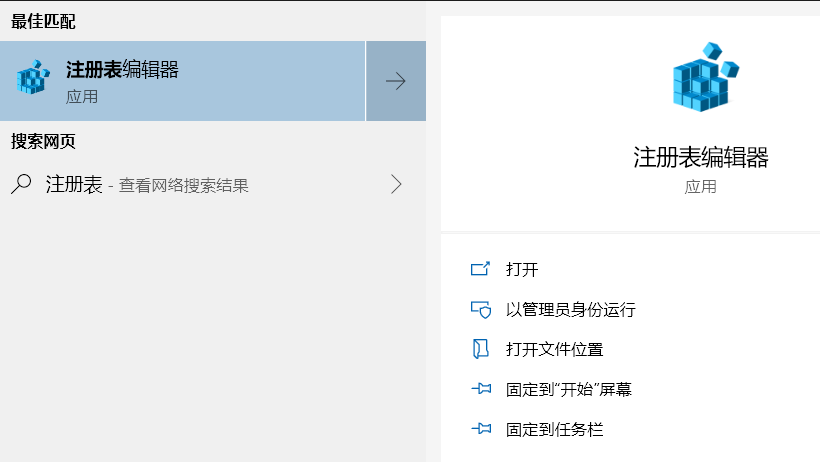 最佳匹配
注册表编辑器
应用
搜索网页
注册表 - 查看网络搜索结果
注册表编辑器
应用
打开
以管理员身份运行
打开文件位置
固定到“开始”屏幕
固定到任务栏